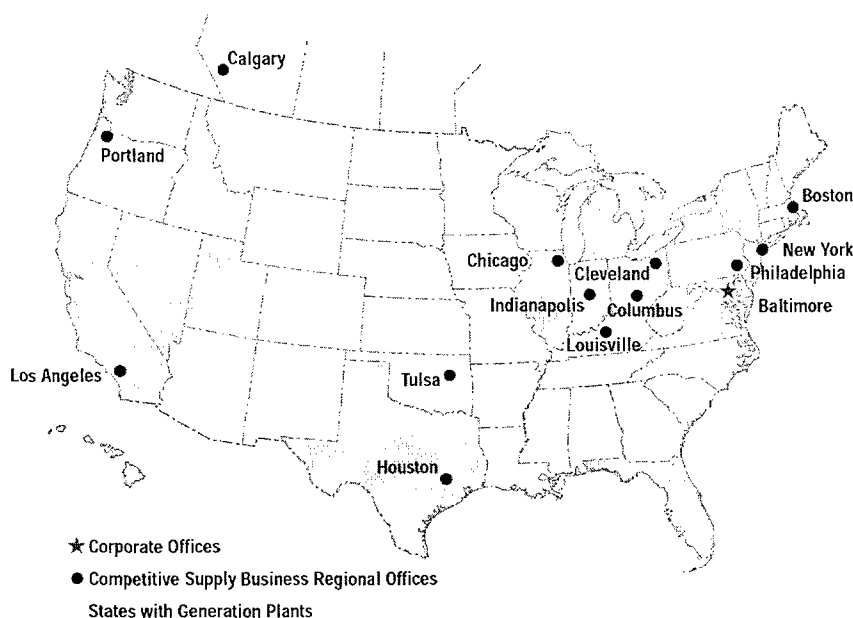 Calgary
Portland
Boston
New York
Chicago
Cleveland
Philadelphia
Indianapolis
Columbus
Baltimore
Louisville
Los Angeles
Tulsa
Houston
Corporate Offices
Competitive Supply Business Regional Offices
States with Generation Plants